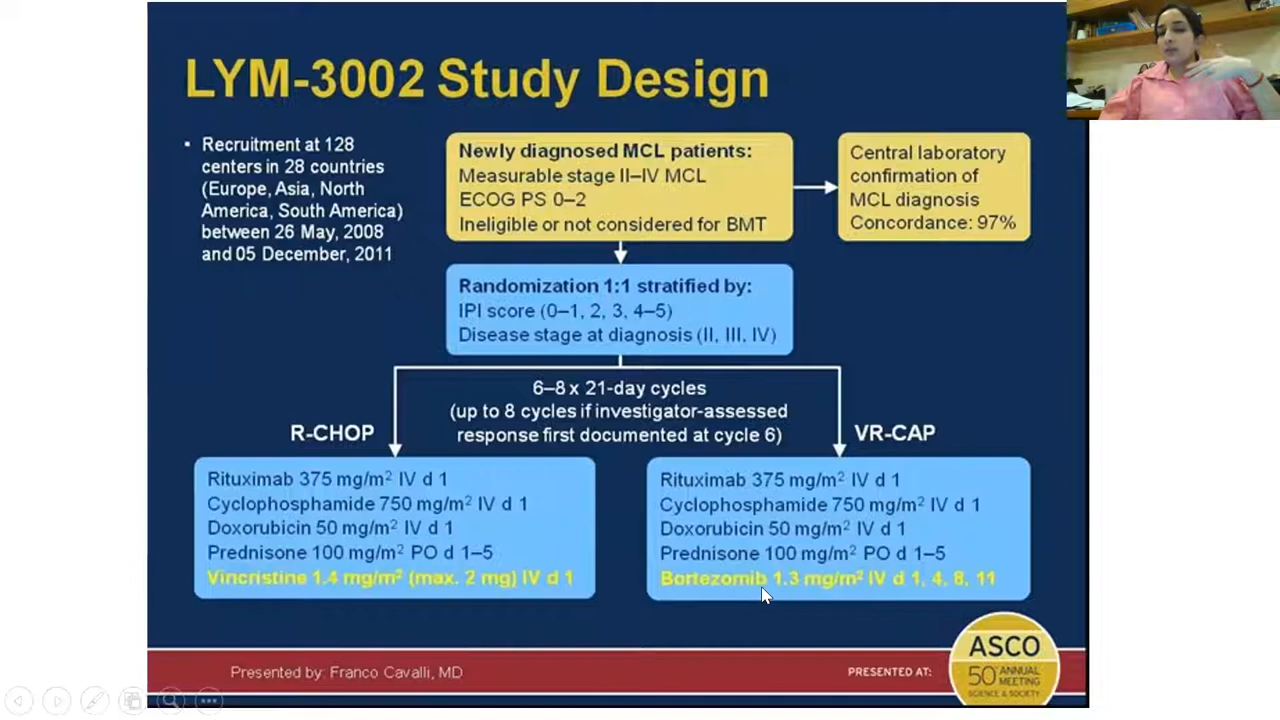 LYM-3002 Study Design
▪ Recruitment at 128
centers in 28 countries
(Europe, Asia, North
America, South America)
between 26 May, 2008
and 05 December, 2011
Newly diagnosed MCL patients:
Measurable stage II–IV MCL
ECOG PS 0–2
Ineligible or not considered for BMT
Central laboratory
confirmation of
MCL diagnosis
Concordance: 97%
Randomization 1:1 stratified by:
IPI score (0–1, 2, 3, 4–5)
Disease stage at diagnosis (II, III, IV)
6–8 x 21-day cycles
(up to 8 cycles if investigator-assessed
response first documented at cycle 6)
R-CHOP
Rituximab 375 mg/m² IV d 1
Cyclophosphamide 750 mg/m² IV d 1
Doxorubicin 50 mg/m² IV d 1
Prednisone 100 mg/m² PO d 1–5
Vincristine 1.4 mg/m² (max. 2 mg) IV d 1
VR-CAP
Rituximab 375 mg/m² IV d 1
Cyclophosphamide 750 mg/m² IV d 1
Doxorubicin 50 mg/m² IV d 1
Prednisone 100 mg/m² PO d 1–5
Bortezomib 1.3 mg/m² IV d 1, 4, 8, 11
Presented by: Franco Cavalli, MD
PRESENTED AT:
ASCO
50 ANNUAL
MEETING
SCIENCE & SOCIETY